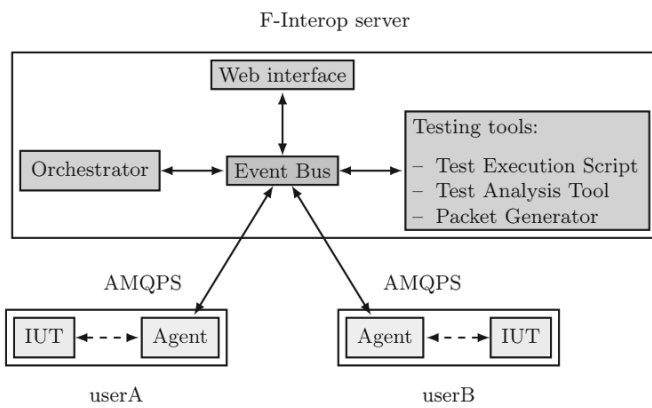 F-Interop server
Web interface
Testing tools:
Orchestrator
Event Bus
– Test Execution Script
– Test Analysis Tool
– Packet Generator
AMQPS
AMQPS
IUT
Agent
Agent
IUT
userA
userB